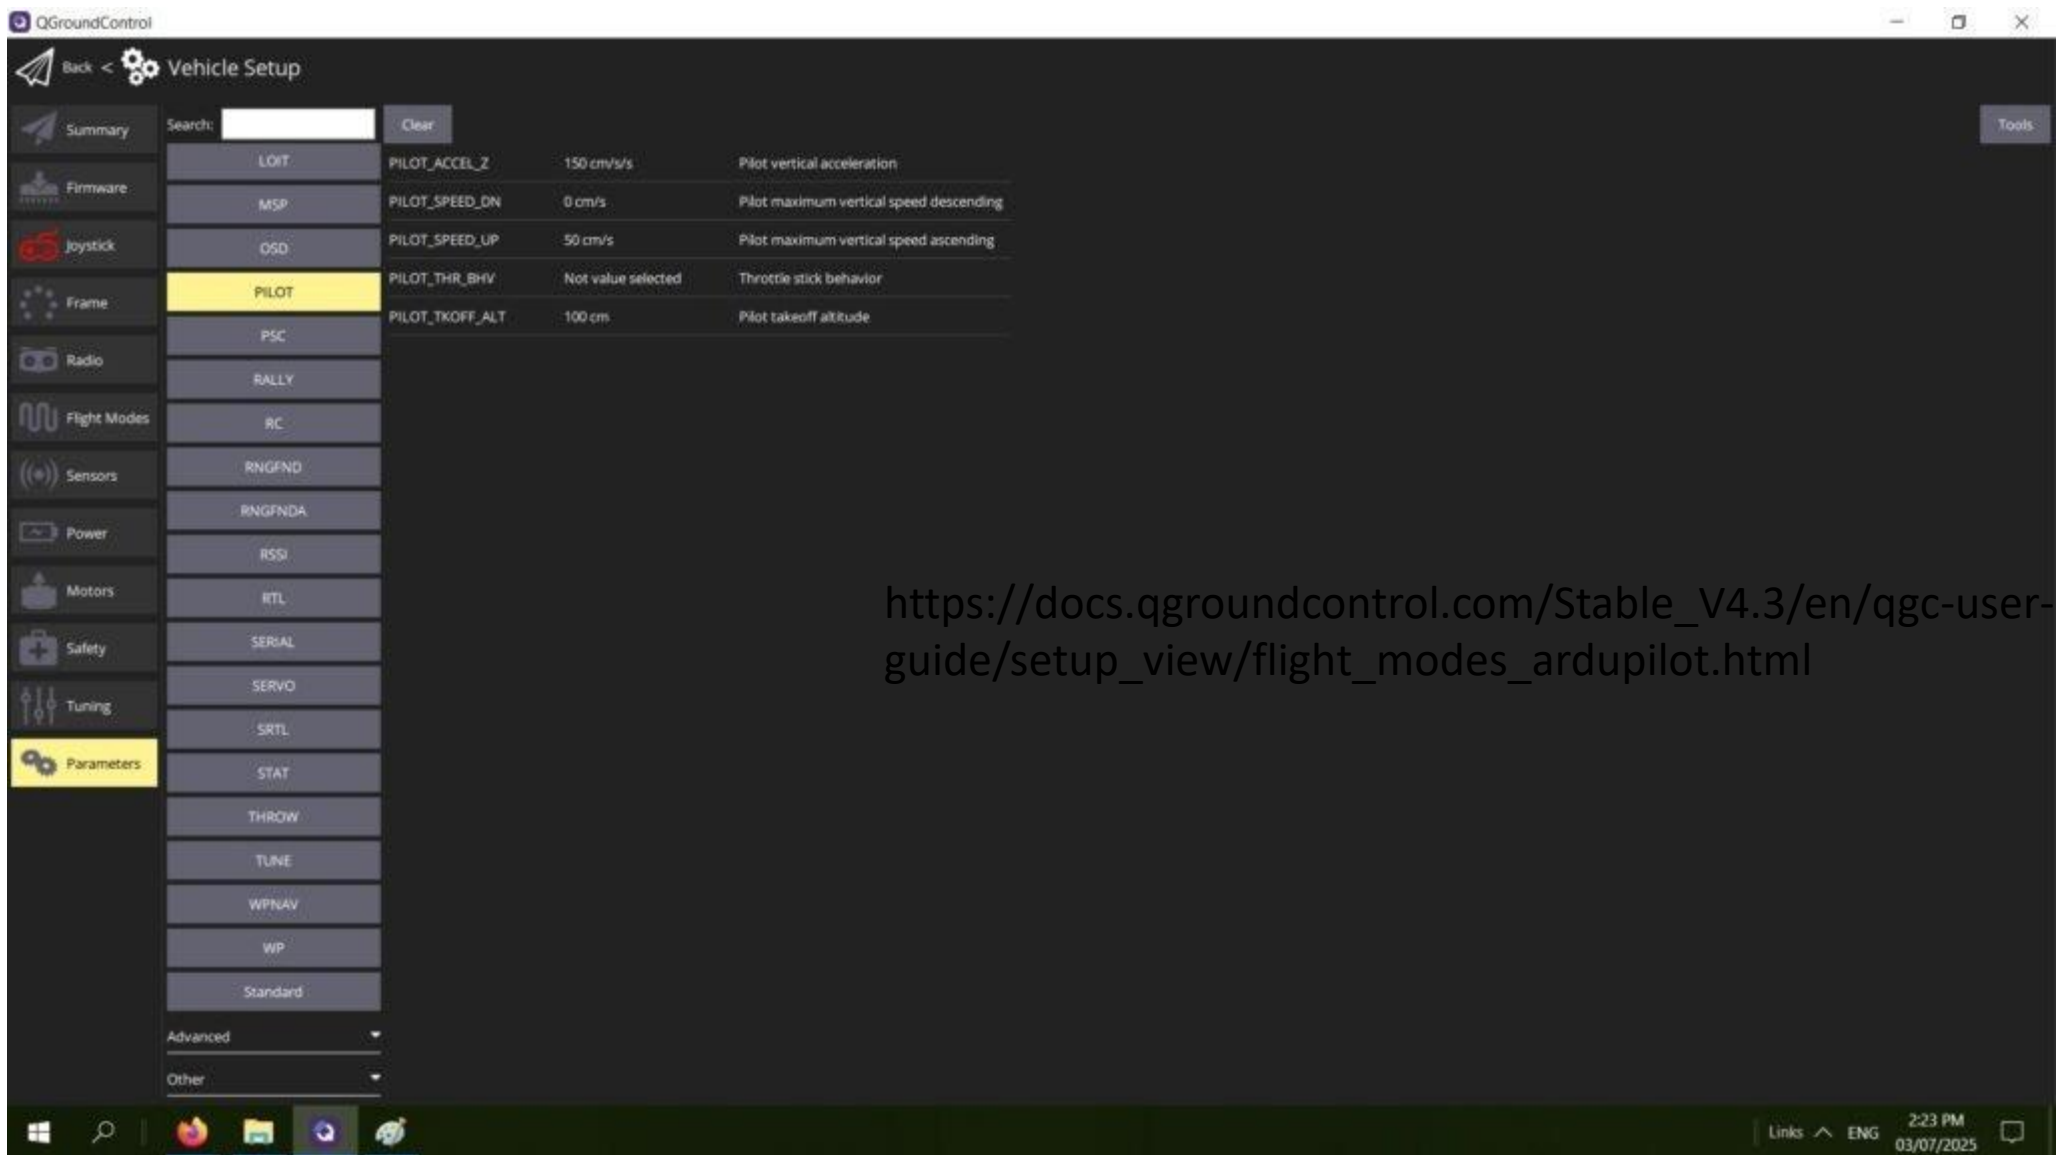 QGroundControl
Back < Vehicle Setup
Summary
Firmware
Joystick
Frame
Radio
Flight Modes
Sensors
Power
Motors
Safety
Tuning
Parameters
Search:
Clear
Tools
LOIT
MSP
OSD
PILOT
PSC
RALLY
RC
RNGFND
RNGFNDA
RSSI
RTL
SERIAL
SERVO
SRTL
STAT
THROW
TUNE
WPNAV
WP
Standard
Advanced
Other
PILOT_ACCEL_Z 150 cm/s/s Pilot vertical acceleration
PILOT_SPEED_DN 0 cm/s Pilot maximum vertical speed descending
PILOT_SPEED_UP 50 cm/s Pilot maximum vertical speed ascending
PILOT_THR_BHV Not value selected Throttle stick behavior
PILOT_TKOFF_ALT 100 cm Pilot takeoff altitude
https://docs.qgroundcontrol.com/Stable_V4.3/en/qgc-user-
guide/setup_view/flight_modes_ardupilot.html
Links ENG 2:23 PM
03/07/2025